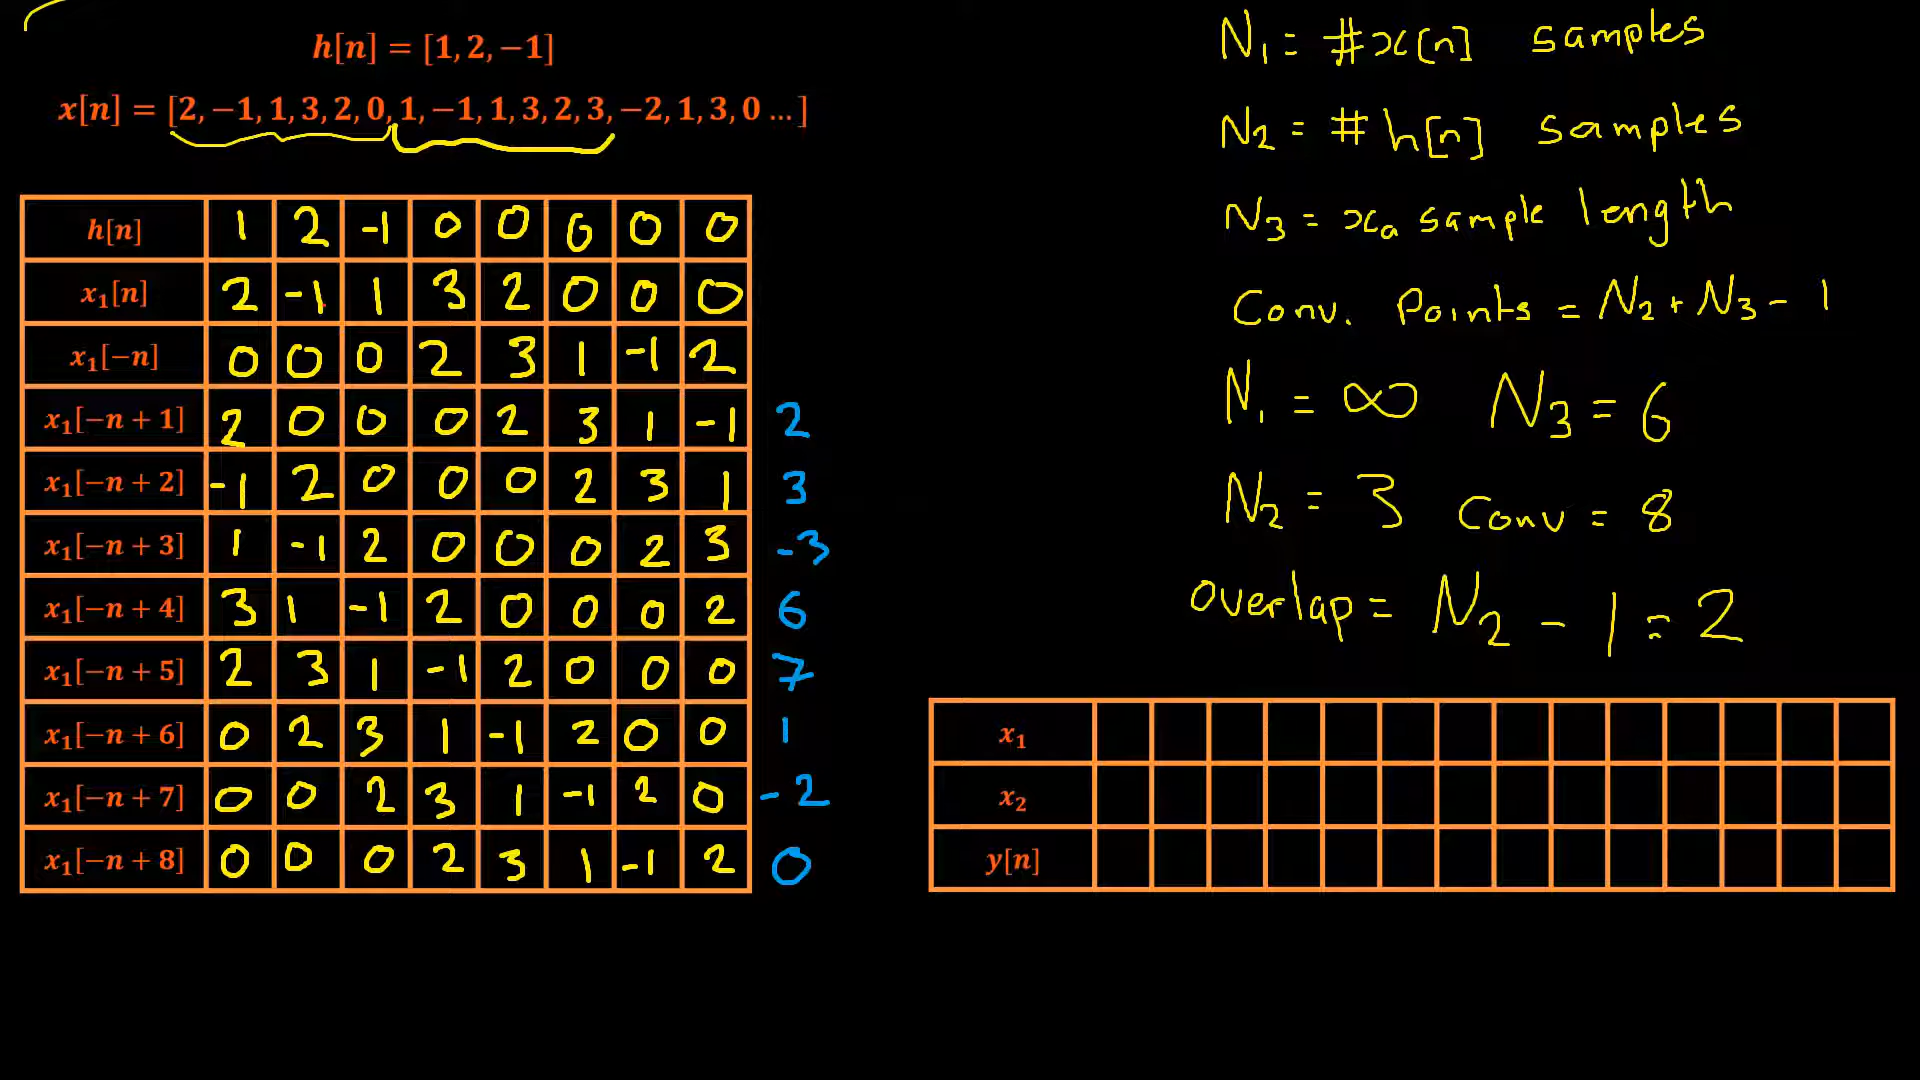 h[n] = [1, 2, −1]
x[n] = [2, −1, 1, 3, 2, 0, 1, −1, 1, 3, 2, 3, −2, 1, 3, 0 ... ]
h[n] 1 2 -1 0 0 0 0 0
x₁[n] 2 -1 1 3 2 0 0 0
x₁[−n] 0 0 0 2 3 1 -1 2
x₁[−n + 1] 2 0 0 0 2 3 1 -1 2
x₁[−n + 2] -1 2 0 0 0 2 3 1 3
x₁[−n + 3] 1 -1 2 0 0 0 2 3 -3
x₁[−n + 4] 3 1 -1 2 0 0 0 2 6
x₁[−n + 5] 2 3 1 -1 2 0 0 0 7
x₁[−n + 6] 0 2 3 1 -1 2 0 0 1
x₁[−n + 7] 0 0 2 3 1 -1 2 0 -2
x₁[−n + 8] 0 0 0 2 3 1 -1 2 0
N₁ = #x[n] samples
N₂ = # h[n] samples
N₃ = xₐ sample length
Conv. Points = N₂ + N₃ - 1
N₁ = ∞ N₃ = 6
N₂ = 3 Conv = 8
overlap = N₂ - 1 = 2
x₁
x₂
y[n]